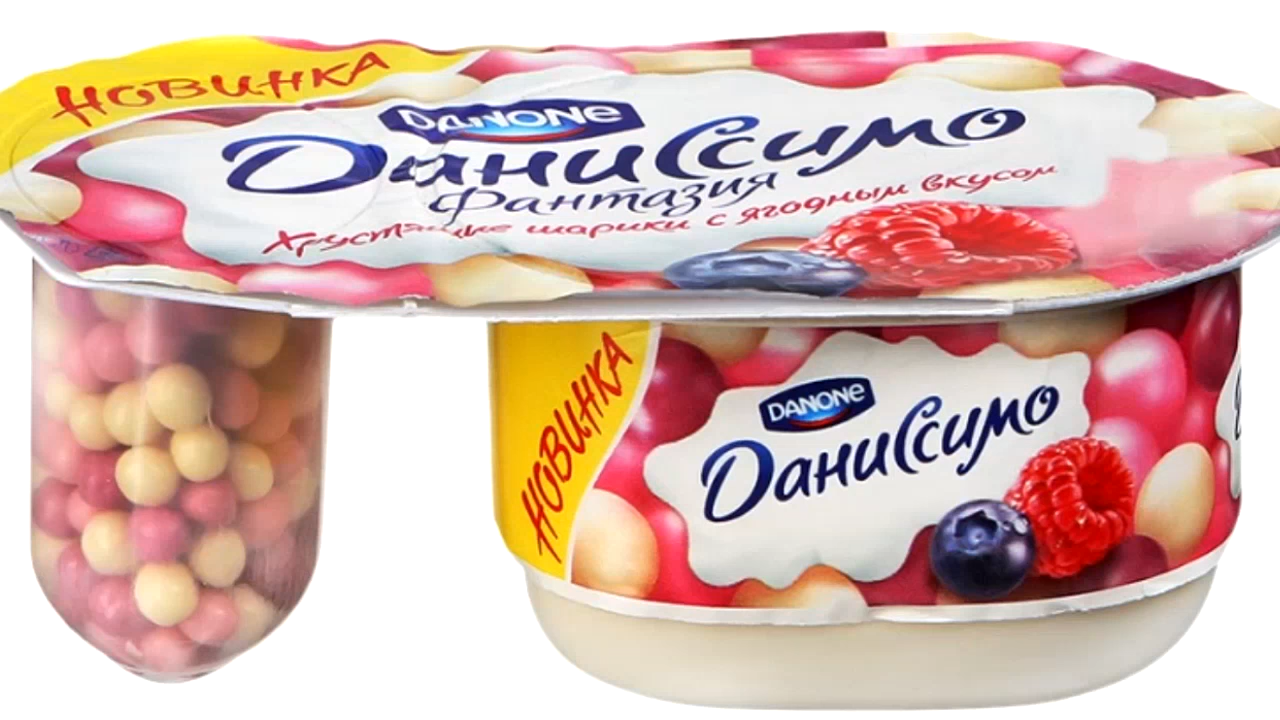 НОВИНКА
DANONE
ДаниССимо
Фантазия
Хрустящие шарики с ягодным вкусом
НОВИНКА
DANONE
ДаниССимо